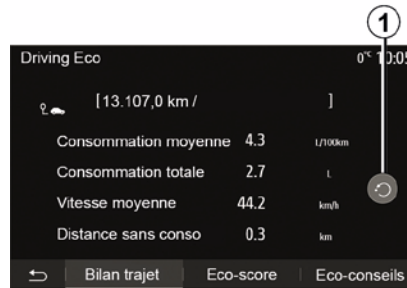 1
Driving Eco 0°c 10:05
[13.107,0 km / ]
Consommation moyenne 4.3 L/100km
Consommation totale 2.7 L
Vitesse moyenne 44.2 km/h
Distance sans conso 0.3 km
Bilan trajet Eco-score Eco-conseils